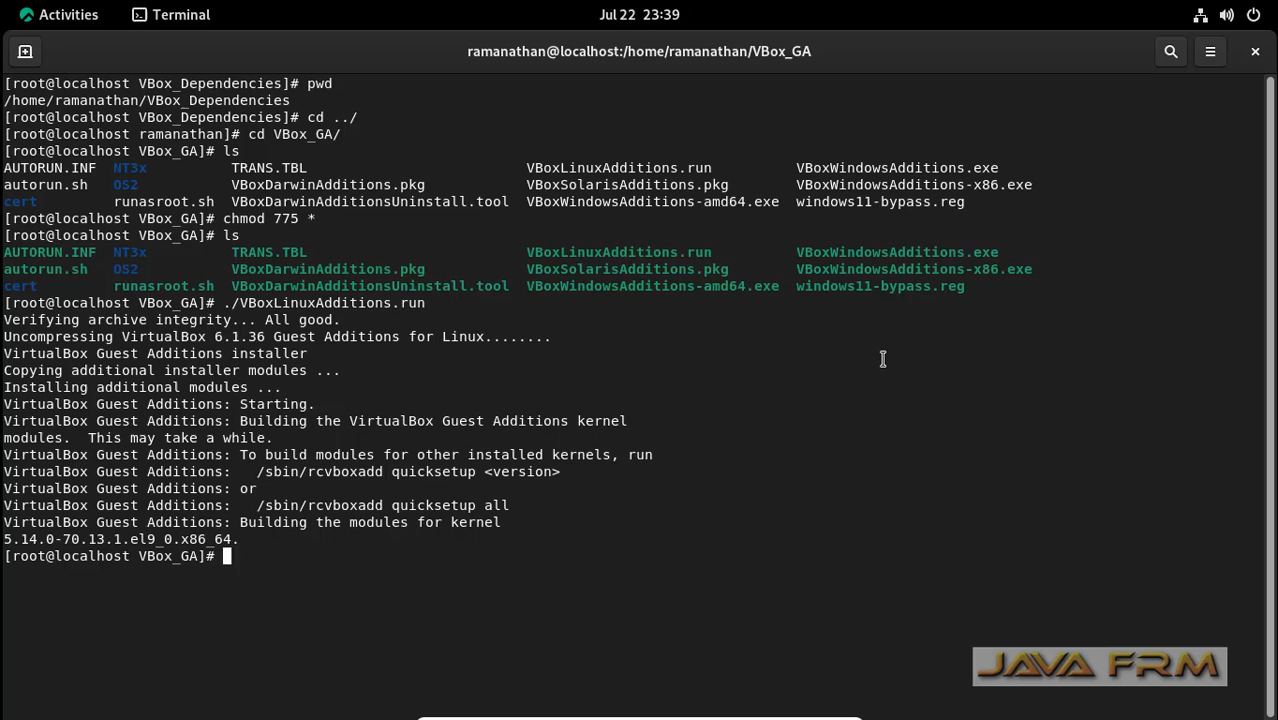 Activities Terminal Jul 22 23:39
ramanathan@localhost:/home/ramanathan/VBox_GA
[root@localhost VBox_Dependencies]# pwd
/home/ramanathan/VBox_Dependencies
[root@localhost VBox_Dependencies]# cd ../
[root@localhost ramanathan]# cd VBox_GA/
[root@localhost VBox_GA]# ls
AUTORUN.INF NT3x TRANS.TBL VBoxLinuxAdditions.run VBoxWindowsAdditions.exe
autorun.sh OS2 VBoxDarwinAdditions.pkg VBoxSolarisAdditions.pkg VBoxWindowsAdditions-x86.exe
cert runasroot.sh VBoxDarwinAdditionsUninstall.tool VBoxWindowsAdditions-amd64.exe windows11-bypass.reg
[root@localhost VBox_GA]# chmod 775 *
[root@localhost VBox_GA]# ls
AUTORUN.INF NT3x TRANS.TBL VBoxLinuxAdditions.run VBoxWindowsAdditions.exe
autorun.sh OS2 VBoxDarwinAdditions.pkg VBoxSolarisAdditions.pkg VBoxWindowsAdditions-x86.exe
cert runasroot.sh VBoxDarwinAdditionsUninstall.tool VBoxWindowsAdditions-amd64.exe windows11-bypass.reg
[root@localhost VBox_GA]# ./VBoxLinuxAdditions.run
Verifying archive integrity... All good.
Uncompressing VirtualBox 6.1.36 Guest Additions for Linux........
VirtualBox Guest Additions installer
Copying additional installer modules ...
Installing additional modules ...
VirtualBox Guest Additions: Starting.
VirtualBox Guest Additions: Building the VirtualBox Guest Additions kernel
modules.  This may take a while.
VirtualBox Guest Additions: To build modules for other installed kernels, run
VirtualBox Guest Additions:   /sbin/rcvboxadd quicksetup <version>
VirtualBox Guest Additions: or
VirtualBox Guest Additions:   /sbin/rcvboxadd quicksetup all
VirtualBox Guest Additions: Building the modules for kernel
5.14.0-70.13.1.el9_0.x86_64.
[root@localhost VBox_GA]#
JAVA FRM